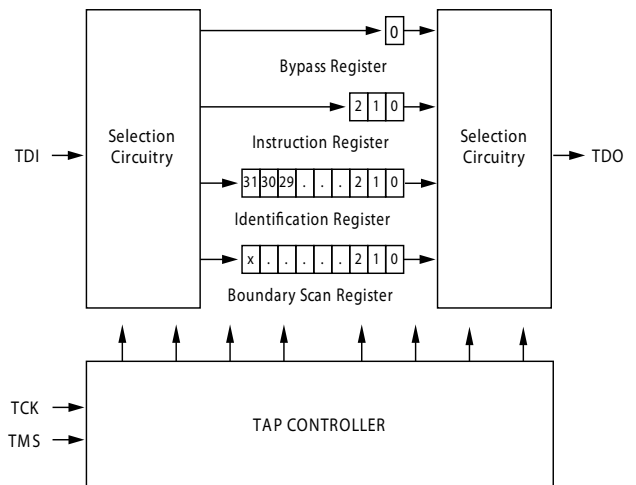 0
Bypass Register
2 1 0
Selection
Circuitry
Instruction Register
Selection
Circuitry
TDI
TDO
31 30 29 . . . 2 1 0
Identification Register
x . . . . . 2 1 0
Boundary Scan Register
TCK
TMS
TAP CONTROLLER